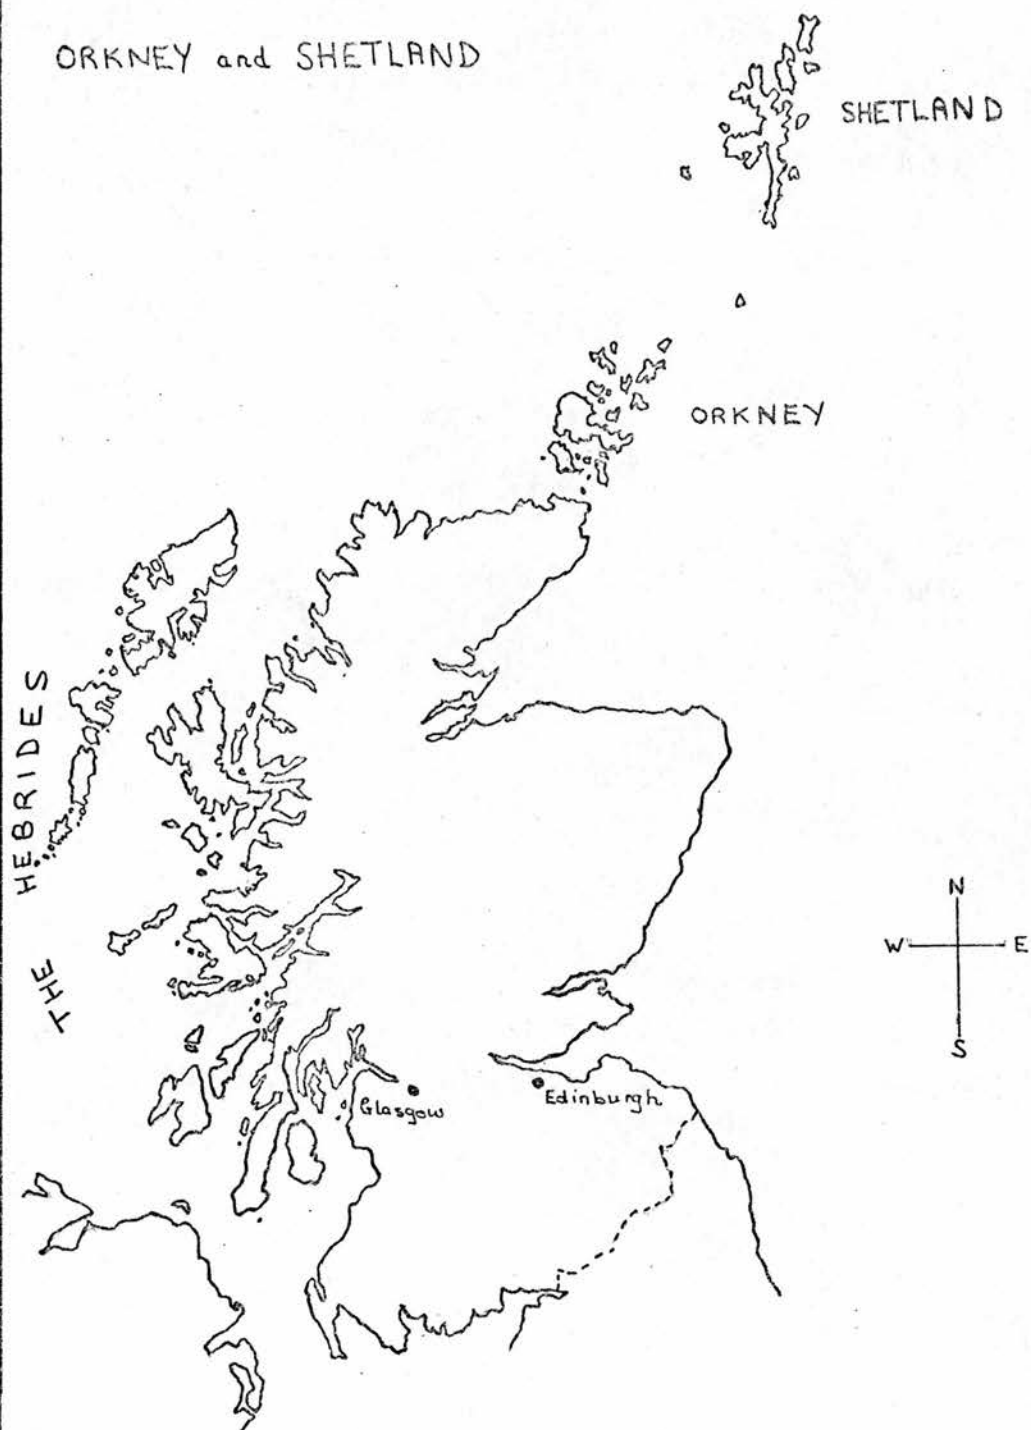 ORKNEY and SHETLAND
SHETLAND
ORKNEY
THE HEBRIDES
N
W E
S
Glasgow
Edinburgh